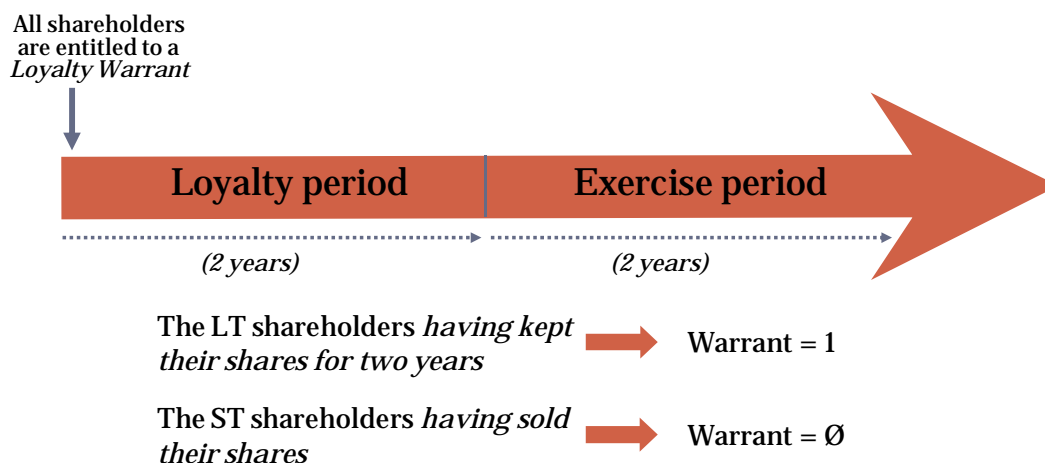 All shareholders
are entitled to a
Loyalty Warrant
Loyalty period
Exercise period
(2 years)
(2 years)
The LT shareholders having kept
their shares for two years
Warrant = 1
The ST shareholders having sold
their shares
Warrant = Ø